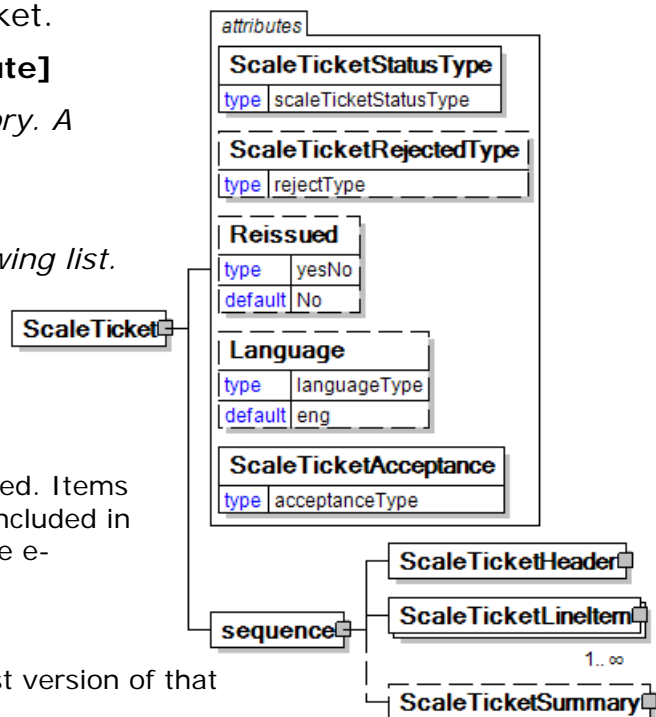 ket.
ute]
ory. A
wing list.
ed. Items
ncluded in
e e-
st version of that
attributes
ScaleTicketStatusType
type scaleTicketStatusType
ScaleTicketRejectedType
type rejectType
Reissued
type yesNo
default No
Language
type languageType
default eng
ScaleTicketAcceptance
type acceptanceType
ScaleTicket
sequence
ScaleTicketHeader
ScaleTicketLineItem
1.. ∞
ScaleTicketSummary